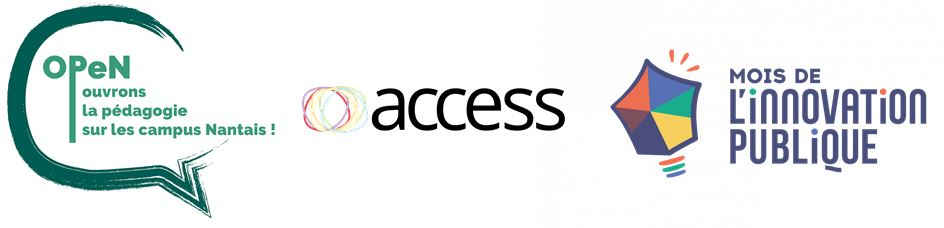 OPeN
ouvrons
la pédagogie
sur les campus Nantais !
access
MOIS DE
L'iNNOVATiON
PUBLiQUE